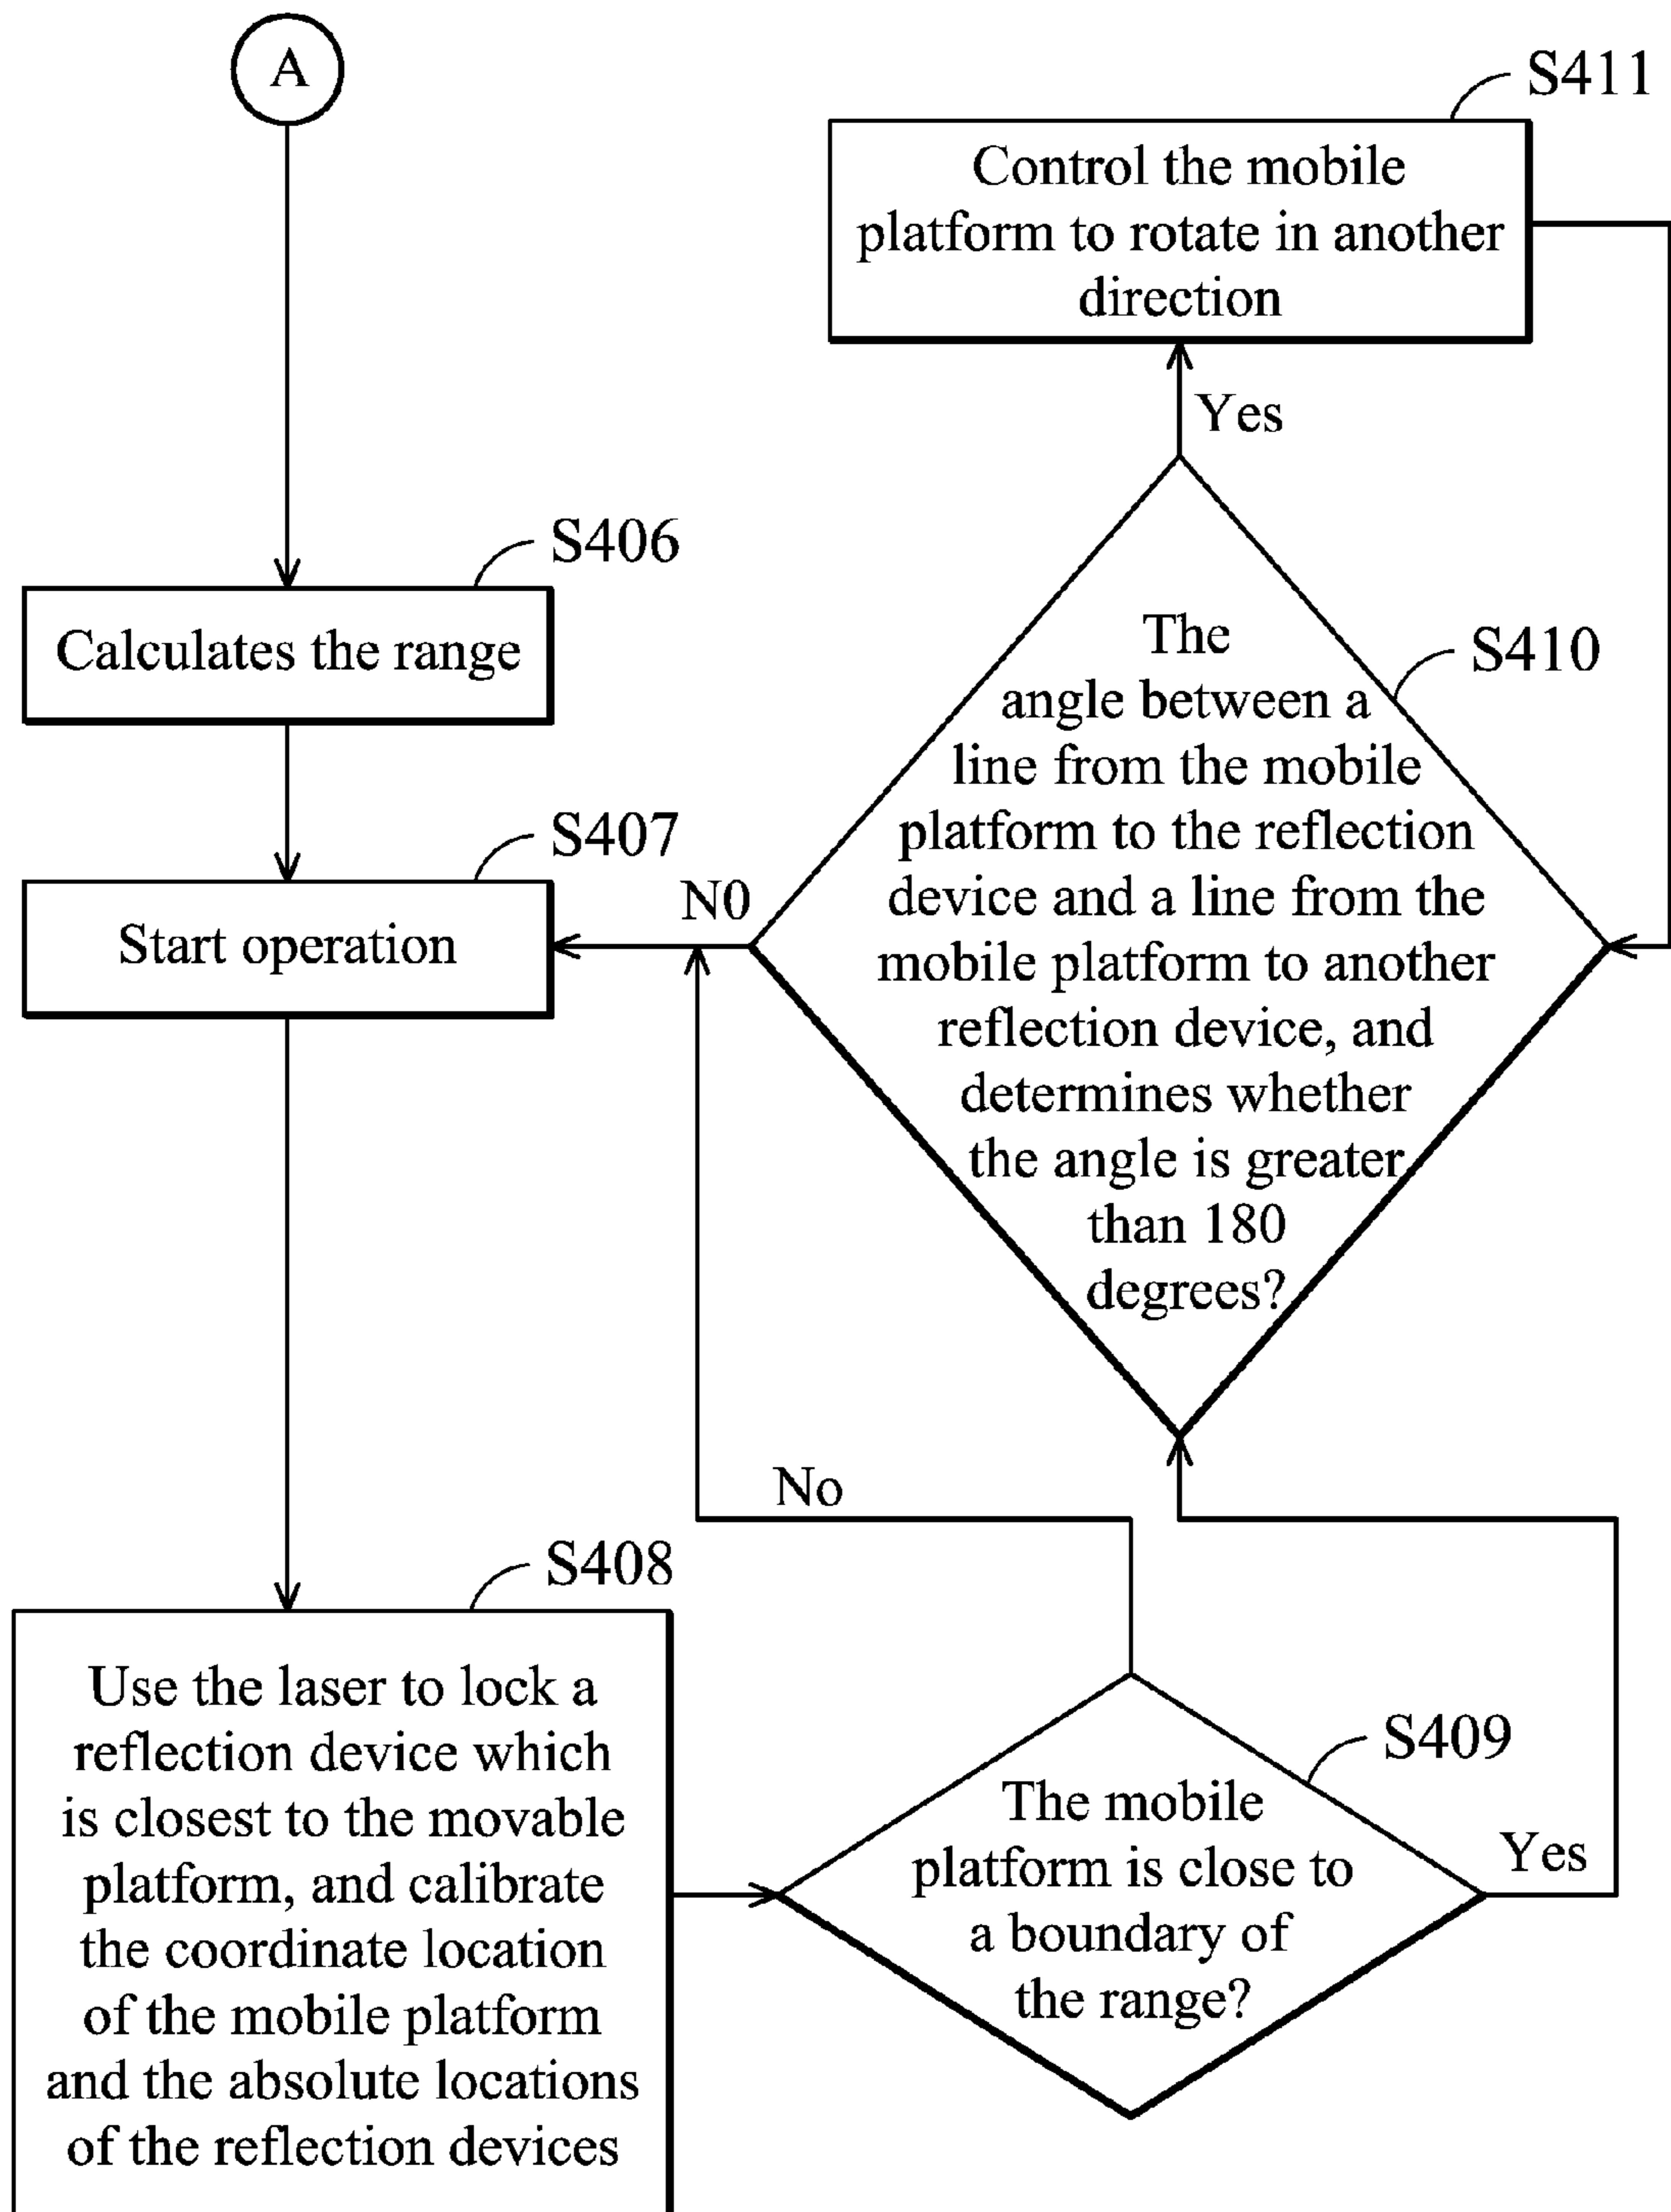 A
S406
Calculates the range
S407
Start operation
S408
Use the laser to lock a
reflection device which
is closest to the movable
platform, and calibrate
the coordinate location
of the mobile platform
and the absolute locations
of the reflection devices
S409
The mobile
platform is close to
a boundary of
the range?
No
Yes
S410
The
angle between a
line from the mobile
platform to the reflection
device and a line from the
mobile platform to another
reflection device, and
determines whether
the angle is greater
than 180
degrees?
N0
Yes
S411
Control the mobile
platform to rotate in another
direction